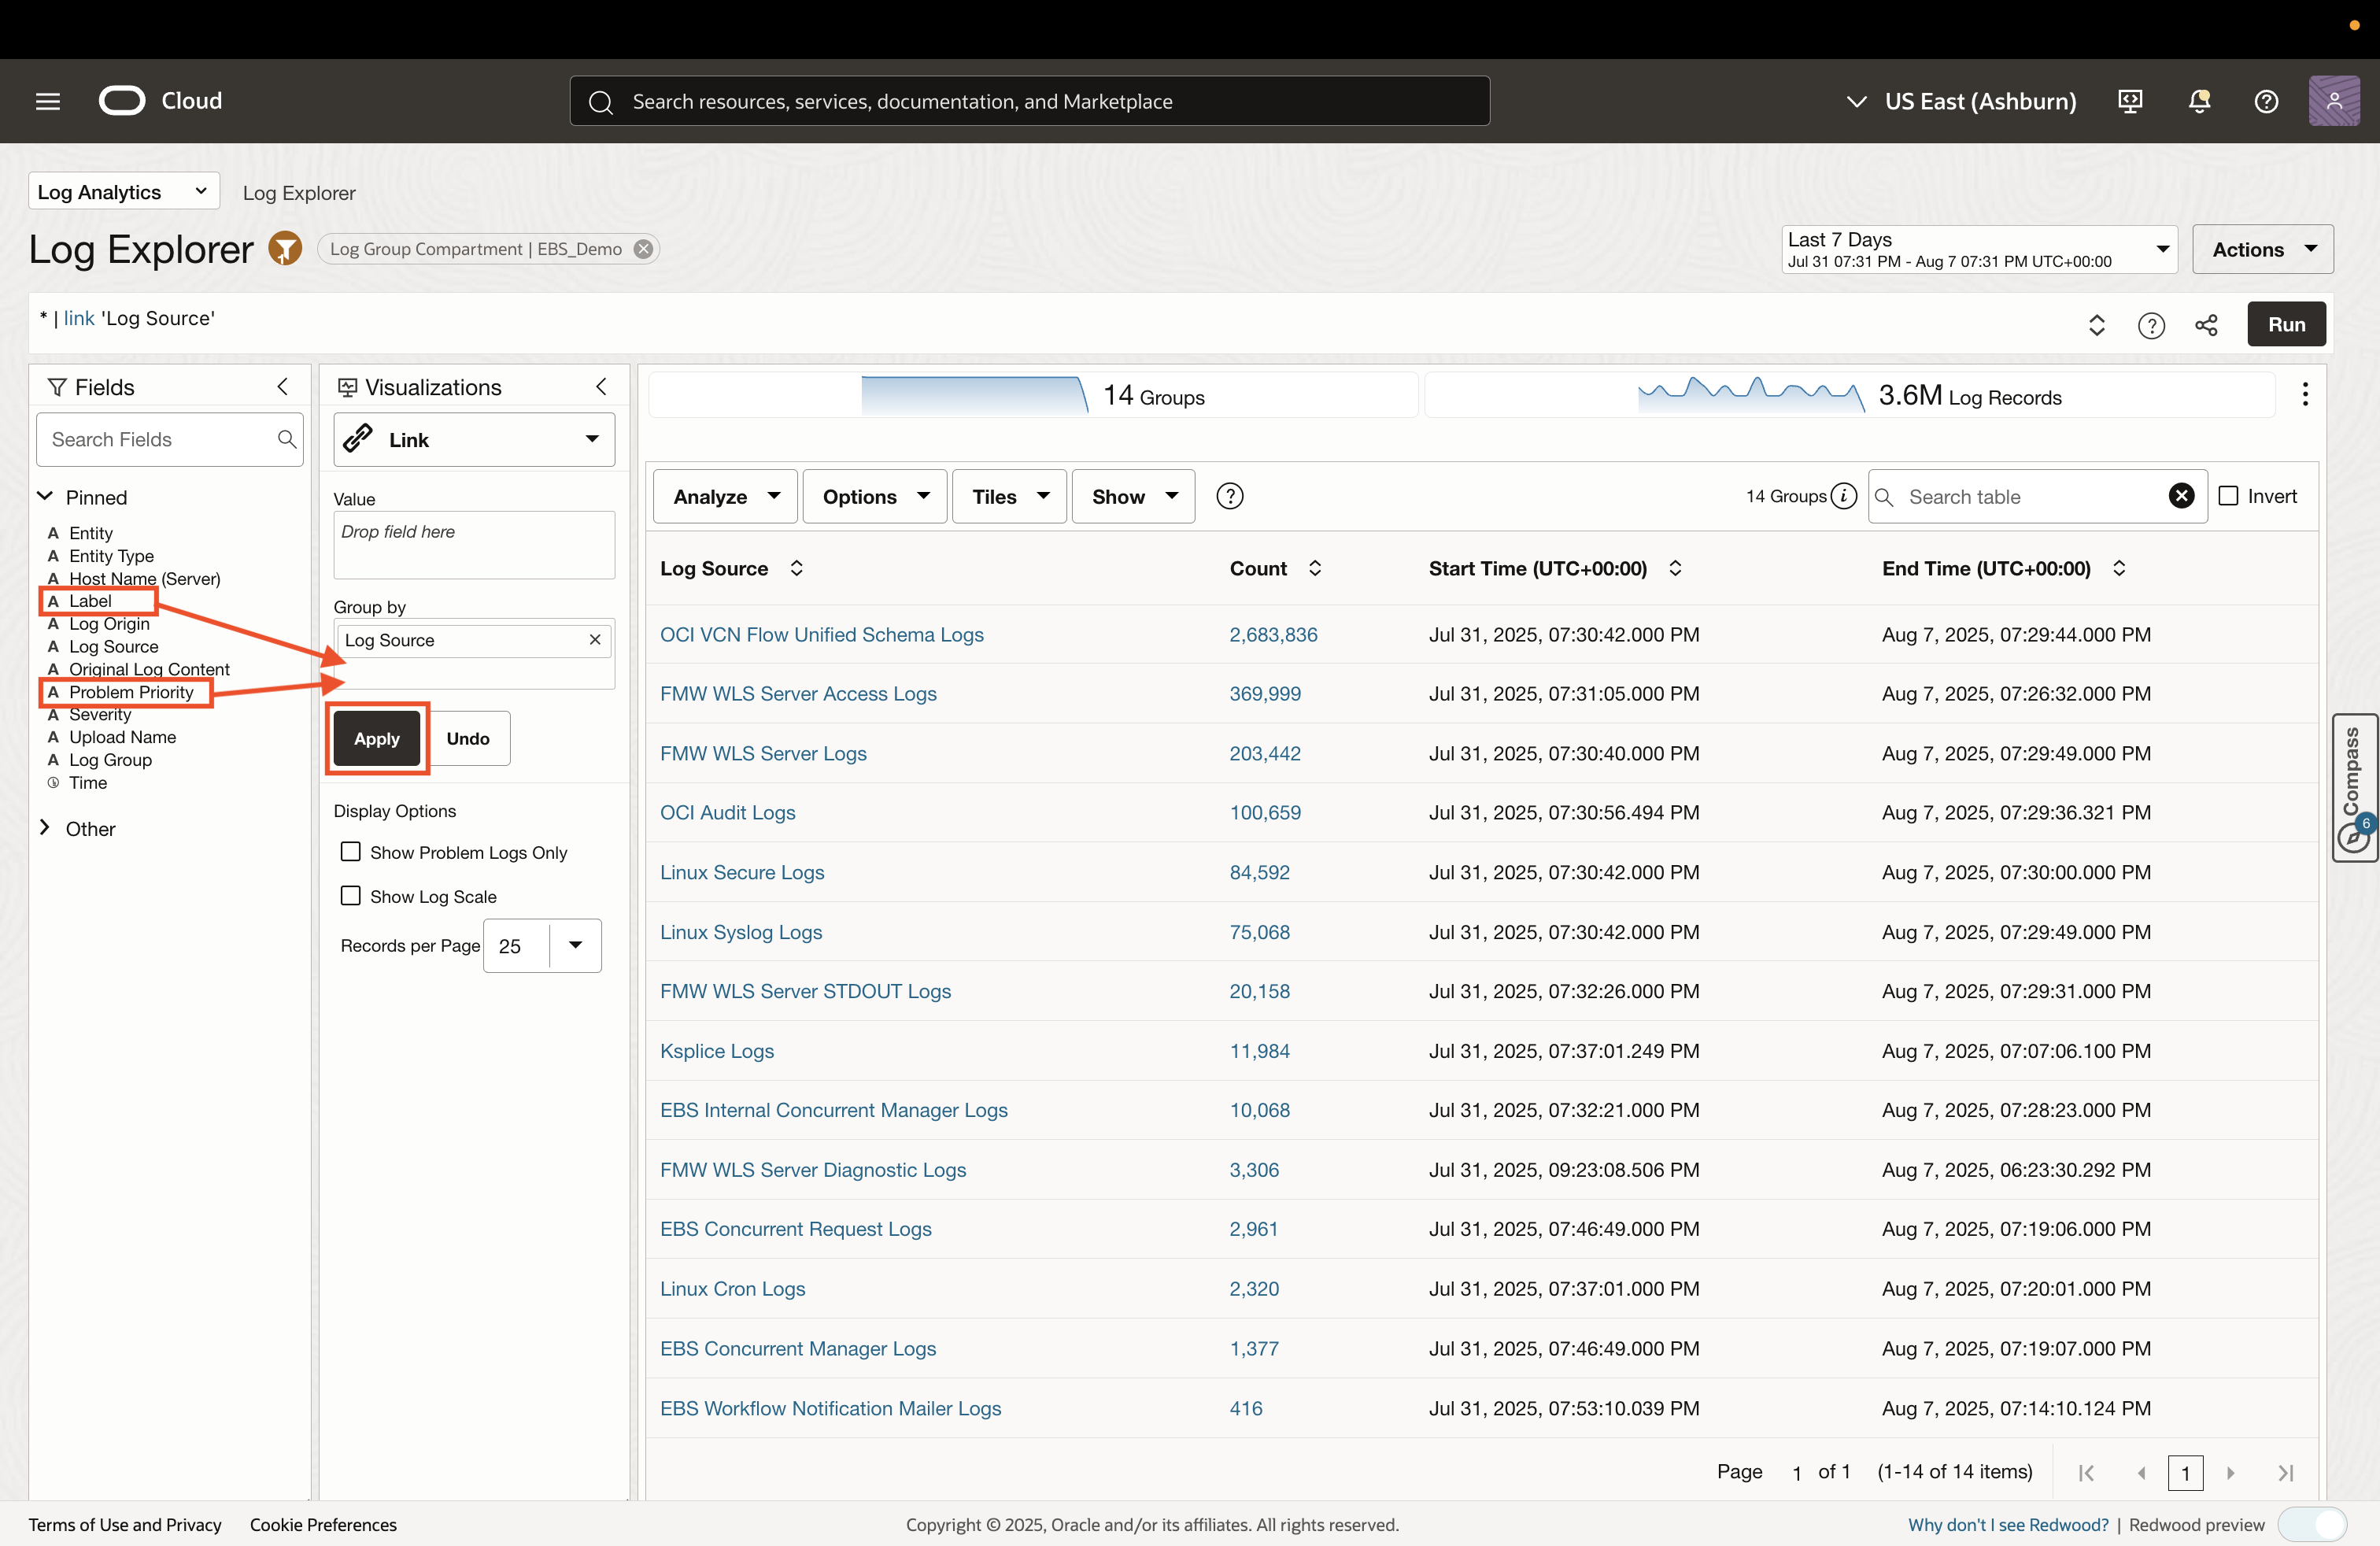 Cloud
Search resources, services, documentation, and Marketplace
US East (Ashburn)
Log Analytics
Log Explorer
Log Explorer
Log Group Compartment | EBS_Demo
Last 7 Days
Jul 31 07:31 PM - Aug 7 07:31 PM UTC+00:00
Actions
* | link 'Log Source'
Run
Fields
Search Fields
Pinned
A Entity
A Entity Type
A Host Name (Server)
A Label
A Log Origin
A Log Source
A Original Log Content
A Problem Priority
A Severity
A Upload Name
A Log Group
Time
Other
Visualizations
Link
Value
Drop field here
Group by
Log Source
Apply
Undo
Display Options
Show Problem Logs Only
Show Log Scale
Records per Page 25
14 Groups
3.6M Log Records
Analyze
Options
Tiles
Show
14 Groups
Search table
Invert
Log Source Count Start Time (UTC+00:00) End Time (UTC+00:00)
OCI VCN Flow Unified Schema Logs 2,683,836 Jul 31, 2025, 07:30:42.000 PM Aug 7, 2025, 07:29:44.000 PM
FMW WLS Server Access Logs 369,999 Jul 31, 2025, 07:31:05.000 PM Aug 7, 2025, 07:26:32.000 PM
FMW WLS Server Logs 203,442 Jul 31, 2025, 07:30:40.000 PM Aug 7, 2025, 07:29:49.000 PM
OCI Audit Logs 100,659 Jul 31, 2025, 07:30:56.494 PM Aug 7, 2025, 07:29:36.321 PM
Linux Secure Logs 84,592 Jul 31, 2025, 07:30:42.000 PM Aug 7, 2025, 07:30:00.000 PM
Linux Syslog Logs 75,068 Jul 31, 2025, 07:30:42.000 PM Aug 7, 2025, 07:29:49.000 PM
FMW WLS Server STDOUT Logs 20,158 Jul 31, 2025, 07:32:26.000 PM Aug 7, 2025, 07:29:31.000 PM
Ksplice Logs 11,984 Jul 31, 2025, 07:37:01.249 PM Aug 7, 2025, 07:07:06.100 PM
EBS Internal Concurrent Manager Logs 10,068 Jul 31, 2025, 07:32:21.000 PM Aug 7, 2025, 07:28:23.000 PM
FMW WLS Server Diagnostic Logs 3,306 Jul 31, 2025, 09:23:08.506 PM Aug 7, 2025, 06:23:30.292 PM
EBS Concurrent Request Logs 2,961 Jul 31, 2025, 07:46:49.000 PM Aug 7, 2025, 07:19:06.000 PM
Linux Cron Logs 2,320 Jul 31, 2025, 07:37:01.000 PM Aug 7, 2025, 07:20:01.000 PM
EBS Concurrent Manager Logs 1,377 Jul 31, 2025, 07:46:49.000 PM Aug 7, 2025, 07:19:07.000 PM
EBS Workflow Notification Mailer Logs 416 Jul 31, 2025, 07:53:10.039 PM Aug 7, 2025, 07:14:10.124 PM
Page 1 of 1 (1-14 of 14 items) 1
Compass
6
Terms of Use and Privacy
Cookie Preferences
Copyright © 2025, Oracle and/or its affiliates. All rights reserved.
Why don't I see Redwood? | Redwood preview